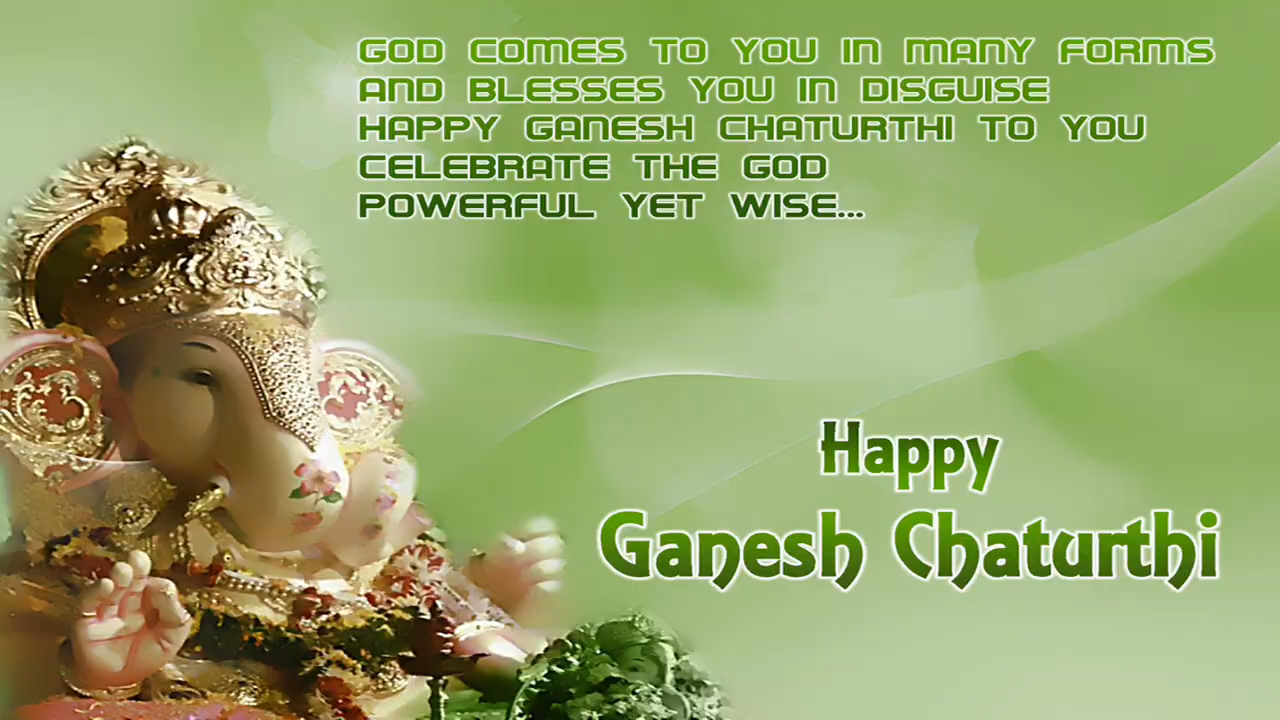 GOD COMES TO YOU IN MANY FORMS
AND BLESSES YOU IN DISGUISE
HAPPY GANESH CHATURTHI TO YOU
CELEBRATE THE GOD
POWERFUL YET WISE...
Happy
Ganesh Chaturthi